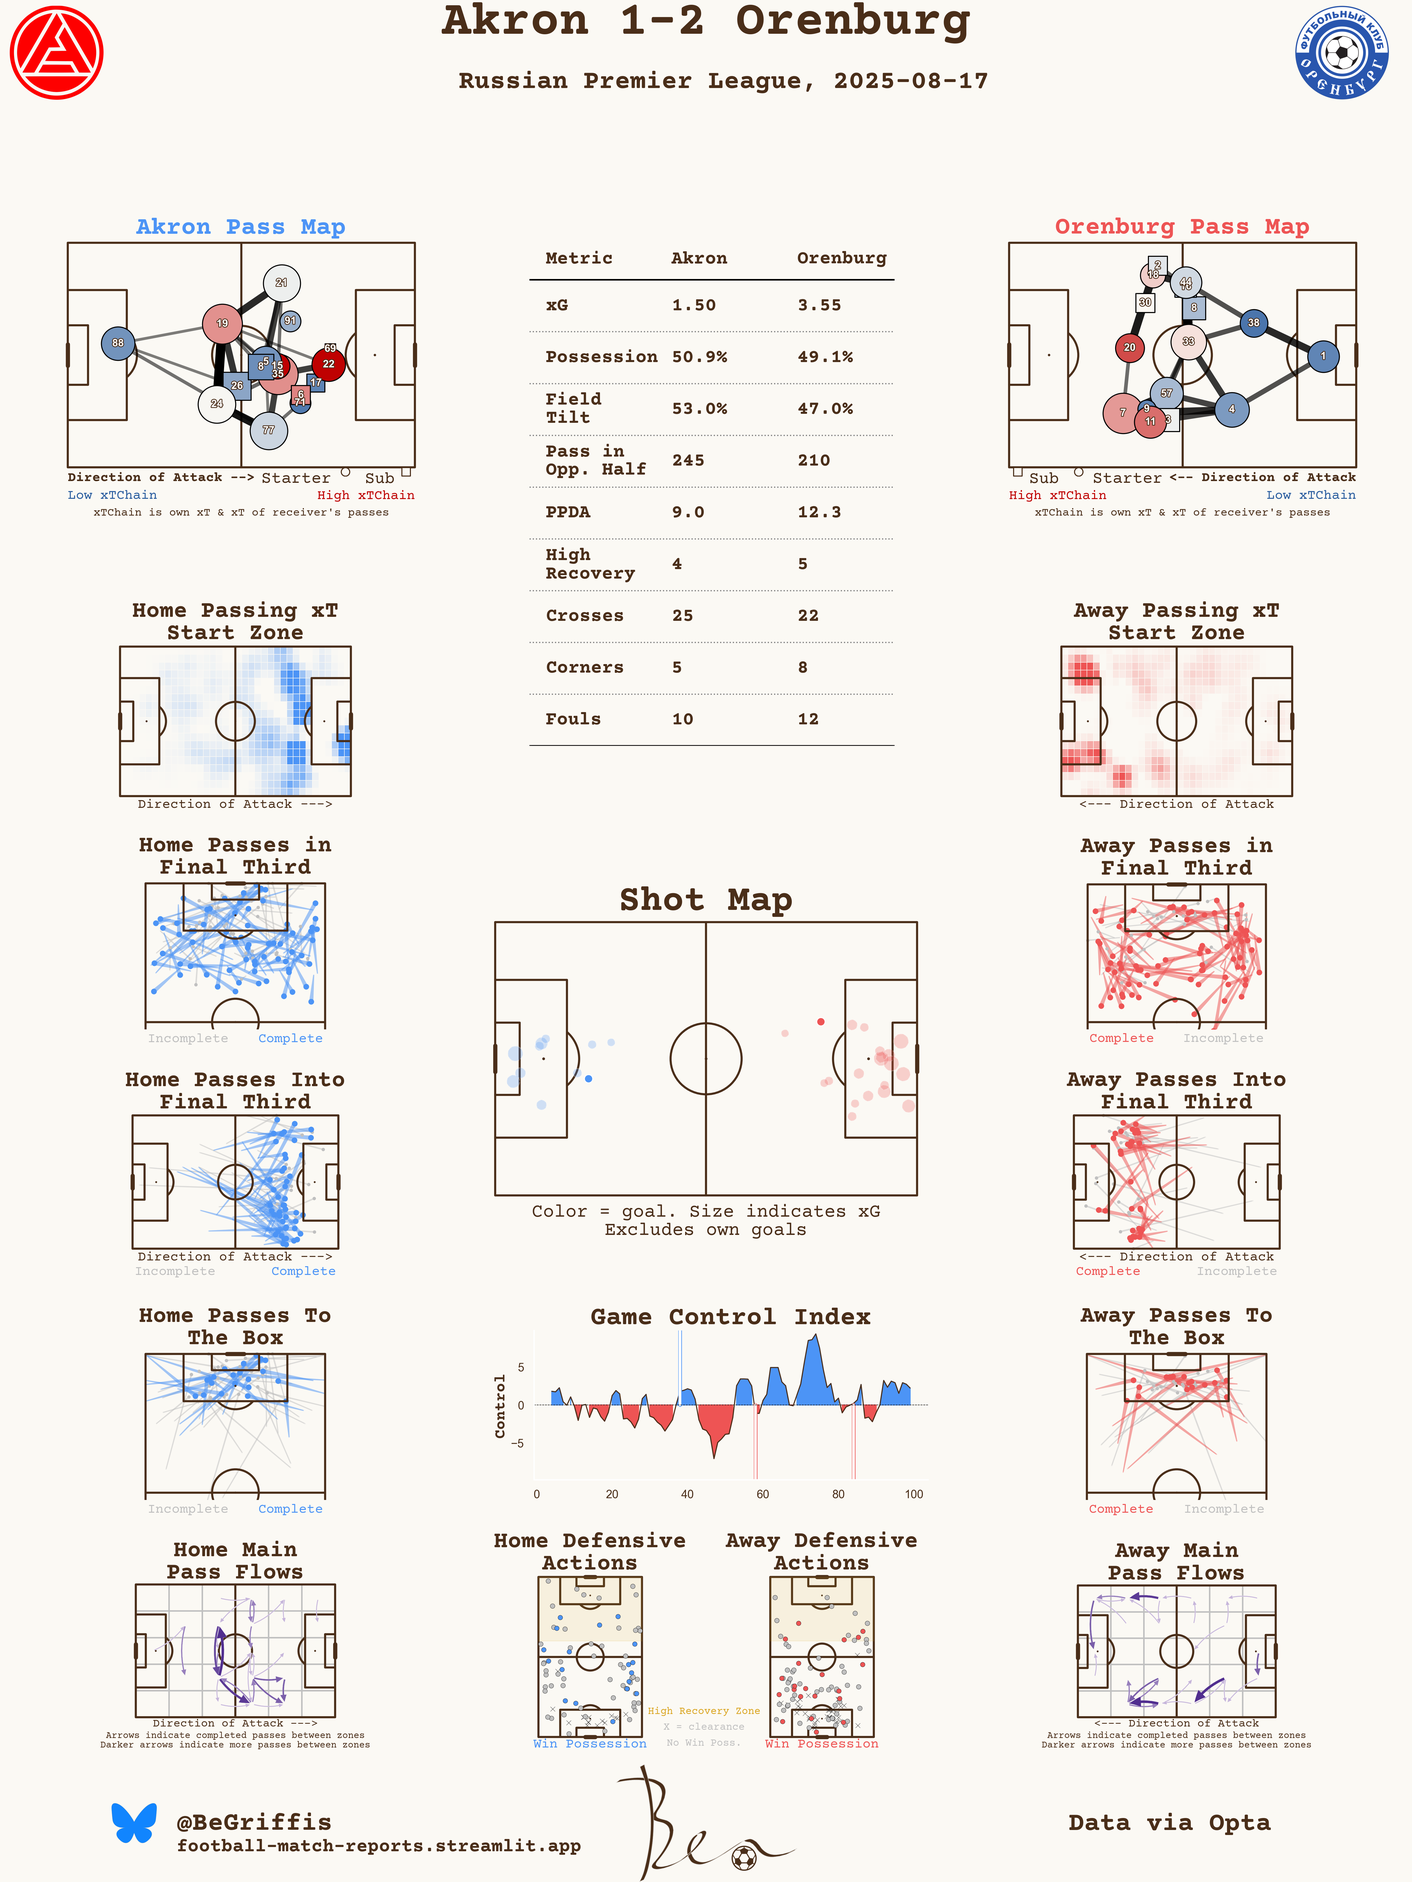 Akron 1-2 Orenburg
Russian Premier League, 2025-08-17
ФУТБОЛЬНЫЙ КЛУБ
ОРЕНБУРГ
Akron Pass Map
21
19
91
88
5
8
15
35
69
22
26
17
6
71
24
77
Direction of Attack --> Starter Sub
Low xTChain High xTChain
xTChain is own xT & xT of receiver's passes
Metric Akron Orenburg
xG 1.50 3.55
Possession 50.9% 49.1%
Field
Tilt 53.0% 47.0%
Pass in
Opp. Half 245 210
PPDA 9.0 12.3
High
Recovery 4 5
Crosses 25 22
Corners 5 8
Fouls 10 12
Orenburg Pass Map
2
18
44
30
8
38
20
33
1
57
7
9
11
3
4
Sub Starter <-- Direction of Attack
High xTChain Low xTChain
xTChain is own xT & xT of receiver's passes
Home Passing xT
Start Zone
Direction of Attack --->
Away Passing xT
Start Zone
<--- Direction of Attack
Home Passes in
Final Third
Incomplete Complete
Away Passes in
Final Third
Complete Incomplete
Shot Map
Color = goal. Size indicates xG
Excludes own goals
Home Passes Into
Final Third
Direction of Attack --->
Incomplete Complete
Away Passes Into
Final Third
<--- Direction of Attack
Complete Incomplete
Home Passes To
The Box
Incomplete Complete
Game Control Index
Control
5
0
−5
0 20 40 60 80 100
Away Passes To
The Box
Complete Incomplete
Home Main
Pass Flows
Direction of Attack --->
Arrows indicate completed passes between zones
Darker arrows indicate more passes between zones
Home Defensive
Actions
Win Possession
High Recovery Zone
X = clearance
No Win Poss.
Away Defensive
Actions
Win Possession
Away Main
Pass Flows
<--- Direction of Attack
Arrows indicate completed passes between zones
Darker arrows indicate more passes between zones
@BeGriffis
football-match-reports.streamlit.app
Ben
Data via Opta